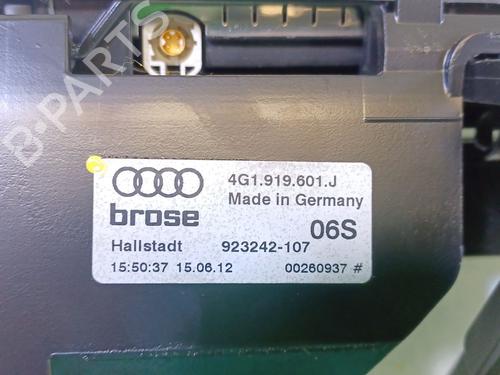 B-PARTS
4G1.919.601.J
Made in Germany
brose
06S
Hallstadt 923242-107
15:50:37 15.06.12 00260937 #